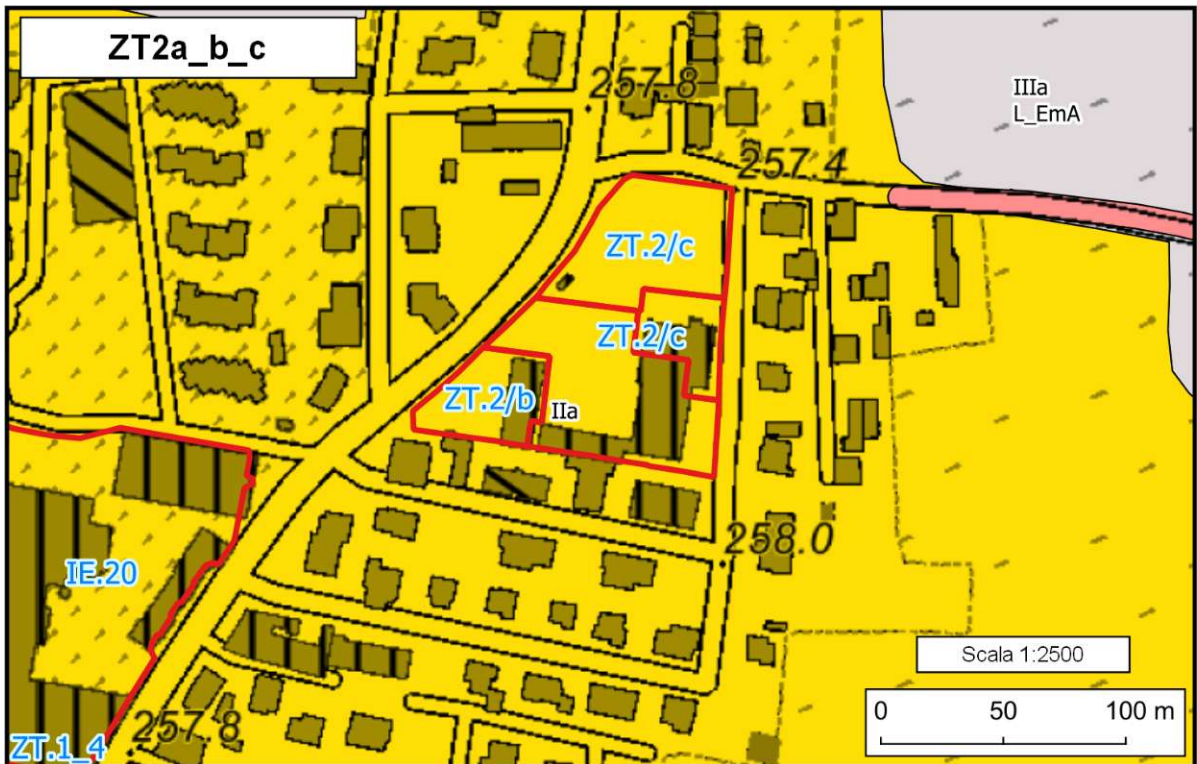 ZT2a_b_c
257.8
IIIa
L_EmA
257.4
ZT.2/c
ZT.2/c
ZT.2/b
IIa
258.0
IE.20
Scala 1:2500
0 50 100 m
257.8
ZT.1_4